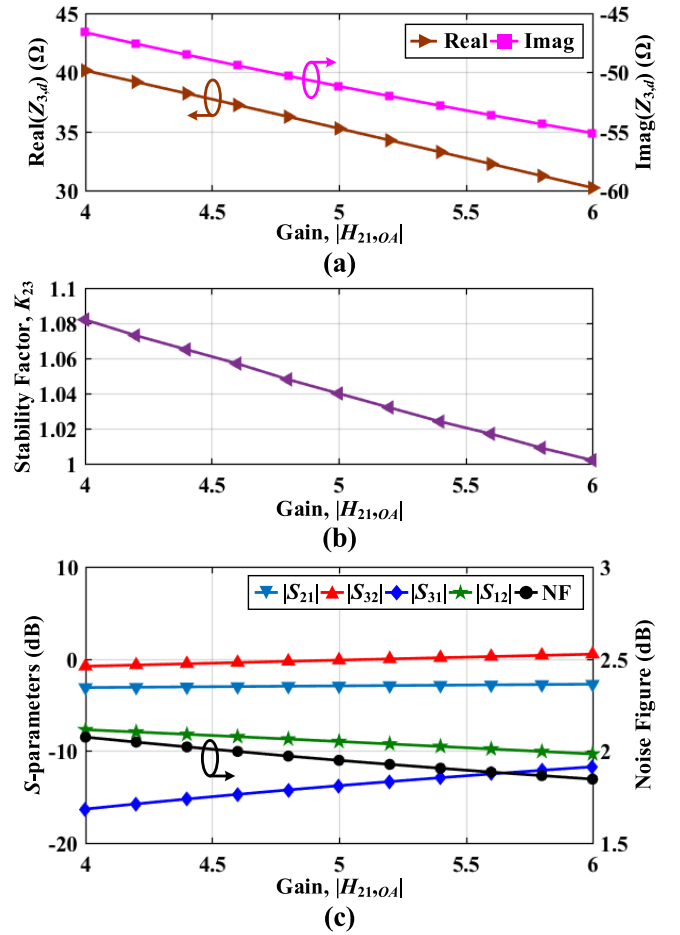 45 -45
Real Imag
40 -50
35 -55
30 -60
Real(Z3,d) (Ω)
Imag(Z3,d) (Ω)
4 4.5 5 5.5 6
Gain, |H21,OA|
(a)
1.1
1.08
1.06
1.04
1.02
1
Stability Factor, K23
4 4.5 5 5.5 6
Gain, |H21,OA|
(b)
10 3
|S21| |S32| |S31| |S12| NF
0 2.5
-10 2
-20 1.5
S-parameters (dB)
Noise Figure (dB)
4 4.5 5 5.5 6
Gain, |H21,OA|
(c)